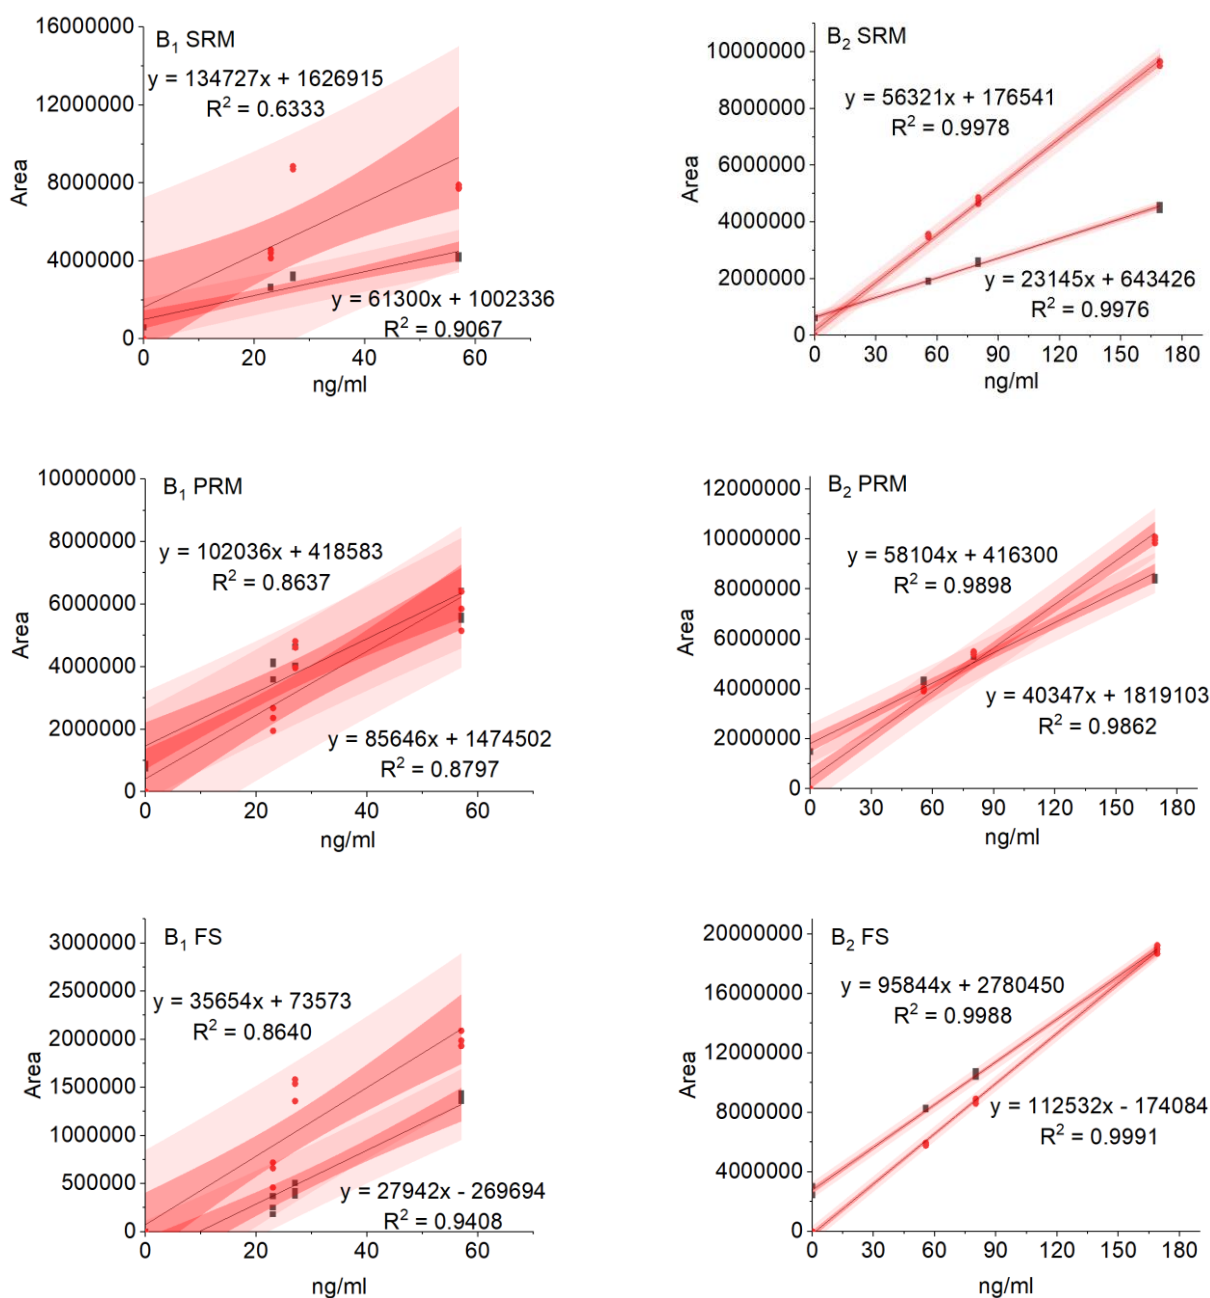 B₁ SRM
y = 134727x + 1626915
R² = 0.6333
y = 61300x + 1002336
R² = 0.9067
16000000
12000000
8000000
4000000
0
Area
0 20 40 60
ng/ml
B₂ SRM
y = 56321x + 176541
R² = 0.9978
y = 23145x + 643426
R² = 0.9976
10000000
8000000
6000000
4000000
2000000
0
Area
0 30 60 90 120 150 180
ng/ml
B₁ PRM
y = 102036x + 418583
R² = 0.8637
y = 85646x + 1474502
R² = 0.8797
10000000
8000000
6000000
4000000
2000000
0
Area
0 20 40 60
ng/ml
B₂ PRM
y = 58104x + 416300
R² = 0.9898
y = 40347x + 1819103
R² = 0.9862
12000000
10000000
8000000
6000000
4000000
2000000
0
Area
0 30 60 90 120 150 180
ng/ml
B₁ FS
y = 35654x + 73573
R² = 0.8640
y = 27942x - 269694
R² = 0.9408
3000000
2500000
2000000
1500000
1000000
500000
0
Area
0 20 40 60
ng/ml
B₂ FS
y = 95844x + 2780450
R² = 0.9988
y = 112532x - 174084
R² = 0.9991
20000000
16000000
12000000
8000000
4000000
0
Area
0 30 60 90 120 150 180
ng/ml